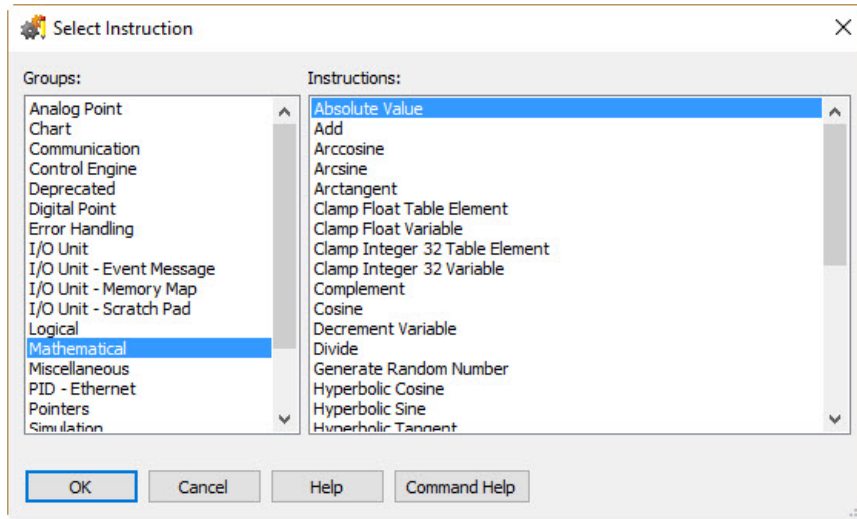 Select Instruction
Groups:
Analog Point
Chart
Communication
Control Engine
Deprecated
Digital Point
Error Handling
I/O Unit
I/O Unit - Event Message
I/O Unit - Memory Map
I/O Unit - Scratch Pad
Logical
Mathematical
Miscellaneous
PID - Ethernet
Pointers
Simulation
Instructions:
Absolute Value
Add
Arccosine
Arcsine
Arctangent
Clamp Float Table Element
Clamp Float Variable
Clamp Integer 32 Table Element
Clamp Integer 32 Variable
Complement
Cosine
Decrement Variable
Divide
Generate Random Number
Hyperbolic Cosine
Hyperbolic Sine
Hyperbolic Tangent
OK Cancel Help Command Help